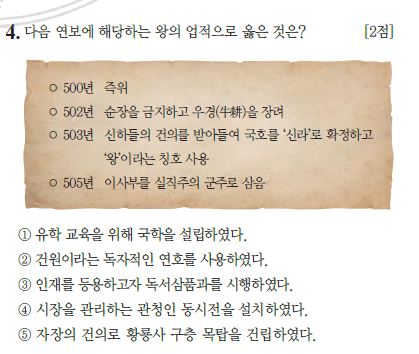 4. 다음 연보에 해당하는 왕의 업적으로 옳은 것은? [2점]
○ 500년 즉위
○ 502년 순장을 금지하고 우경(牛耕)을 장려
○ 503년 신하들의 건의를 받아들여 국호를 '신라'로 확정하고
'왕'이라는 칭호 사용
○ 505년 이사부를 실직주의 군주로 삼음
① 유학 교육을 위해 국학을 설립하였다.
② 건원이라는 독자적인 연호를 사용하였다.
③ 인재를 등용하고자 독서삼품과를 시행하였다.
④ 시장을 관리하는 관청인 동시전을 설치하였다.
⑤ 자장의 건의로 황룡사 구층 목탑을 건립하였다.